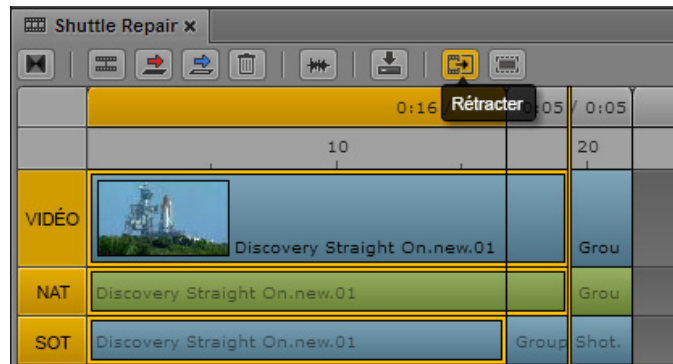 Shuttle Repair x
Rétracter
0:16
:05 / 0:05
10
20
VIDÉO
Discovery Straight On.new.01
Grou
NAT
Discovery Straight On.new.01
Grou
SOT
Discovery Straight On.new.01
Group Shot.